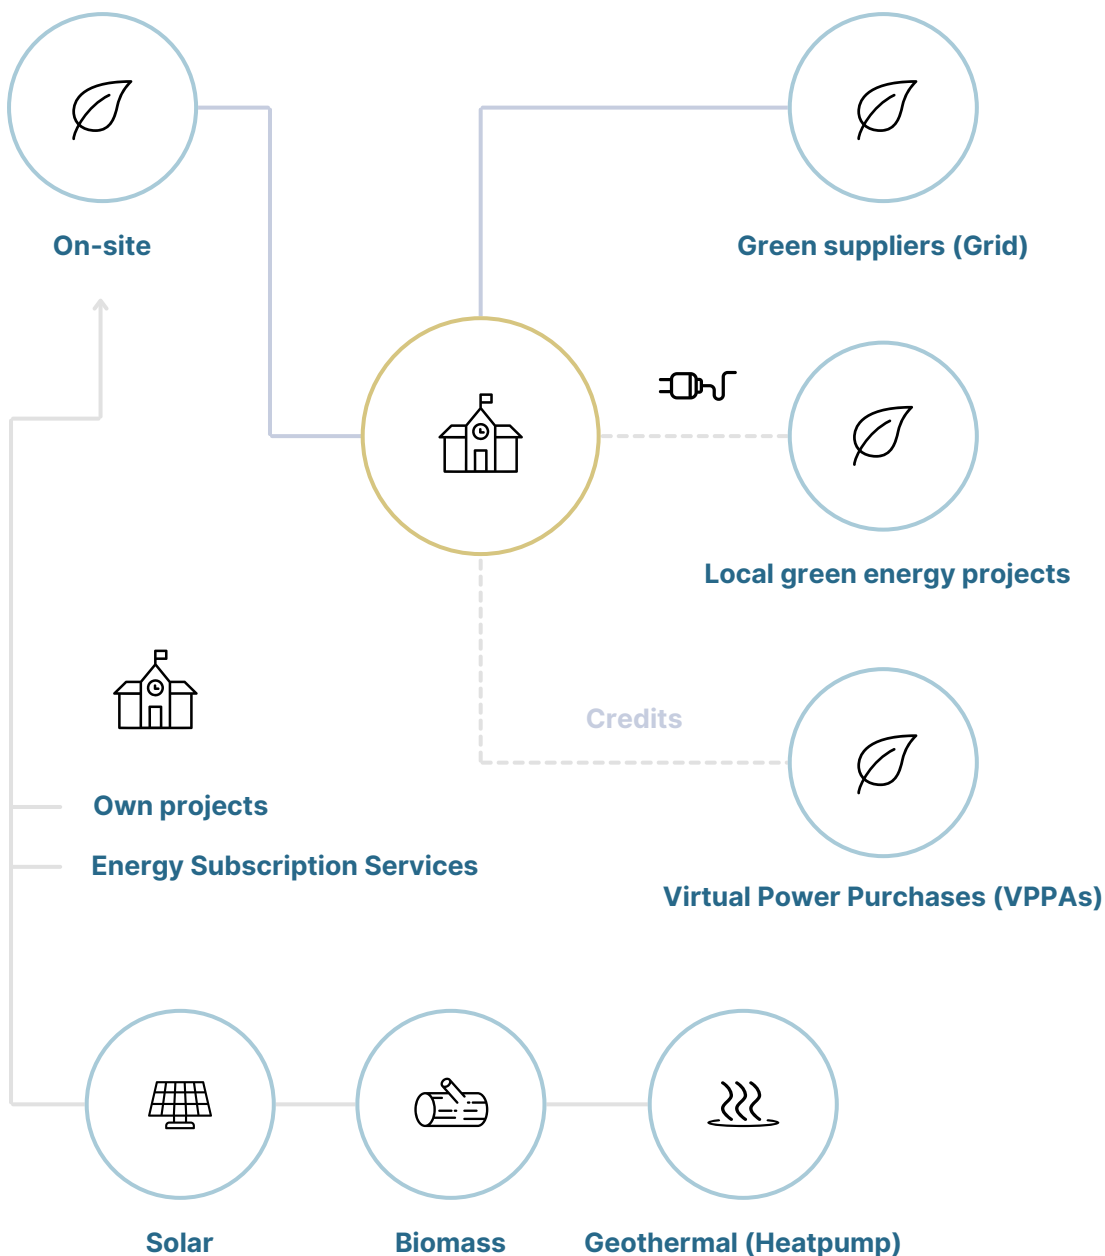 On-site
Green suppliers (Grid)
Local green energy projects
Credits
Own projects
Energy Subscription Services
Virtual Power Purchases (VPPAs)
Solar
Biomass
Geothermal (Heatpump)